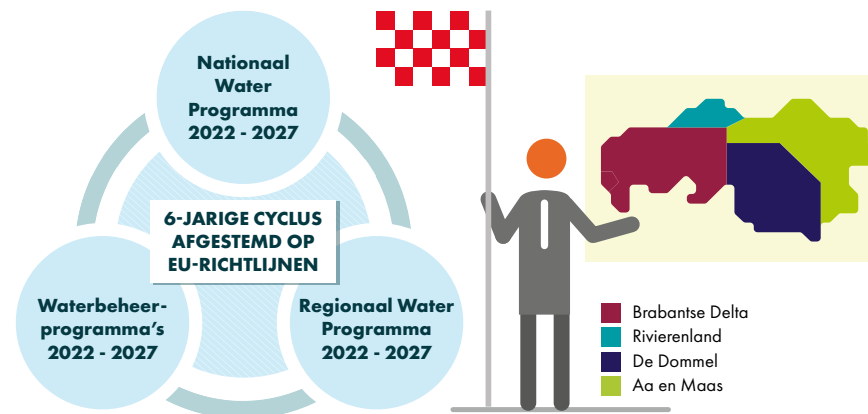 Nationaal
Water
Programma
2022 - 2027
6-JARIGE CYCLUS
AFGESTEMD OP
EU-RICHTLIJNEN
Waterbeheer-
programma's
2022 - 2027
Regionaal Water
Programma
2022 - 2027
Brabantse Delta
Rivierenland
De Dommel
Aa en Maas